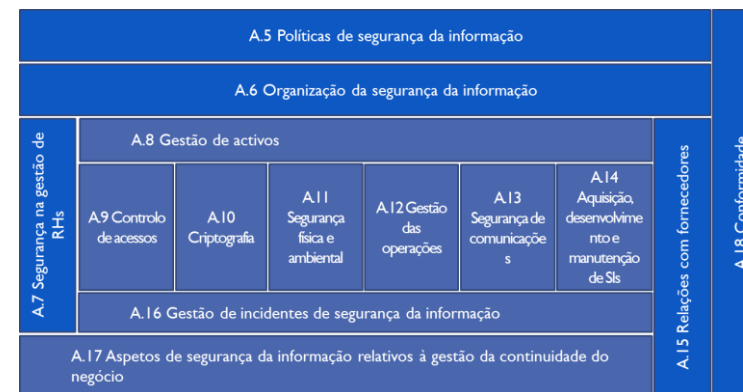 A.5 Políticas de segurança da informação
A.6 Organização da segurança da informação
A.7 Segurança na gestão de
RHs
A.8 Gestão de activos
A.9 Controlo
de acessos
A.10
Criptografia
A.11
Segurança
física e
ambiental
A.12 Gestão
das
operações
A.13
Segurança de
comunicaçõe
s
A.14
Aquisição,
desenvolvime
nto e
manutenção
de SIs
A.16 Gestão de incidentes de segurança da informação
A.17 Aspetos de segurança da informação relativos à gestão da continuidade do
negócio
A.15 Relações com fornecedores
A.18 Conformidade